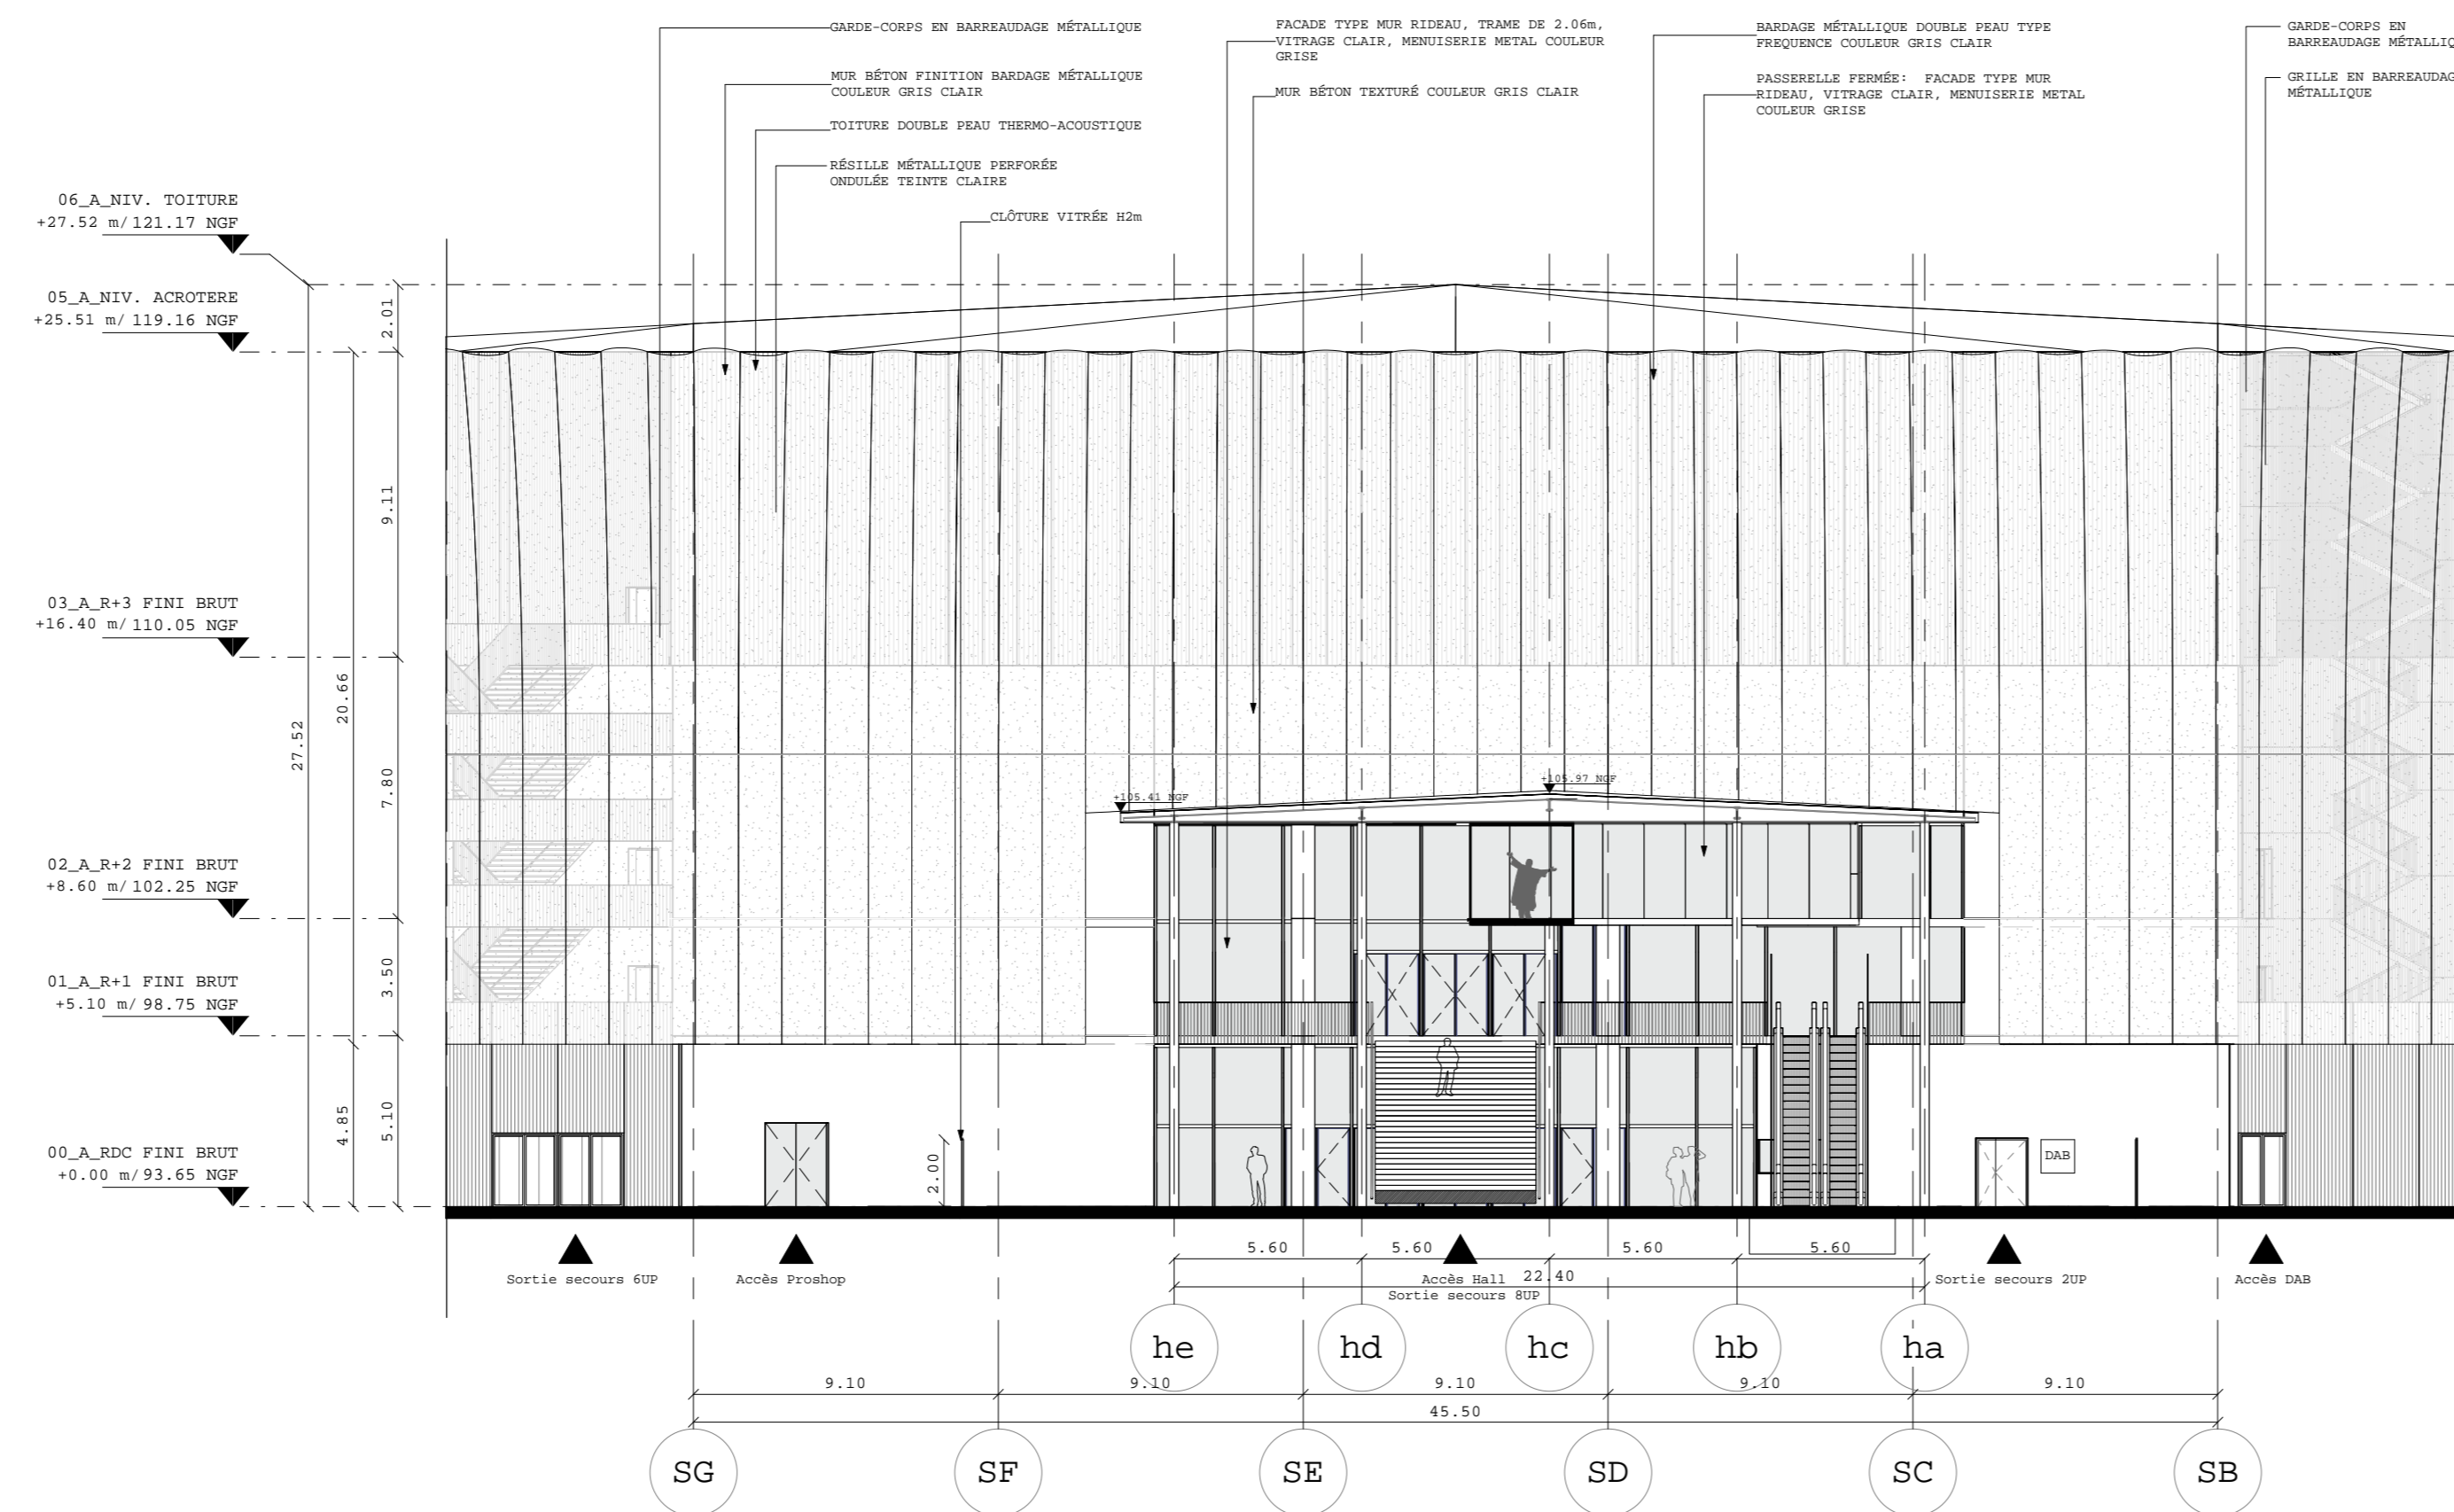 GARDE-CORPS EN BARREAUDAGE MÉTALLIQUE
MUR BÉTON FINITION BARDAGE MÉTALLIQUE
COULEUR GRIS CLAIR
TOITURE DOUBLE PEAU THERMO-ACOUSTIQUE
RÉSILLE MÉTALLIQUE PERFORÉE
ONDULÉE TEINTE CLAIRE
CLÔTURE VITRÉE H2m
FACADE TYPE MUR RIDEAU, TRAME DE 2.06m,
VITRAGE CLAIR, MENUISERIE METAL COULEUR
GRISE
MUR BÉTON TEXTURÉ COULEUR GRIS CLAIR
BARDAGE MÉTALLIQUE DOUBLE PEAU TYPE
FREQUENCE COULEUR GRIS CLAIR
PASSERELLE FERMÉE: FACADE TYPE MUR
RIDEAU, VITRAGE CLAIR, MENUISERIE METAL
COULEUR GRISE
GARDE-CORPS EN
BARREAUDAGE MÉTALLIQ
GRILLE EN BARREAUDAG
MÉTALLIQUE
06_A_NIV. TOITURE
+27.52 m/121.17 NGF
05_A_NIV. ACROTERE
+25.51 m/119.16 NGF
03_A_R+3 FINI BRUT
+16.40 m/110.05 NGF
02_A_R+2 FINI BRUT
+8.60 m/102.25 NGF
01_A_R+1 FINI BRUT
+5.10 m/98.75 NGF
00_A_RDC FINI BRUT
+0.00 m/93.65 NGF
27.52
20.66
4.85
2.01
9.11
7.80
3.50
5.10
+105.41 NGF
+105.97 NGF
2.00
DAB
Sortie secours 6UP
Accès Proshop
5.60
5.60
5.60
5.60
Accès Hall
22.40
Sortie secours 8UP
Sortie secours 2UP
Accès DAB
he
hd
hc
hb
ha
9.10
9.10
9.10
9.10
9.10
45.50
SG
SF
SE
SD
SC
SB